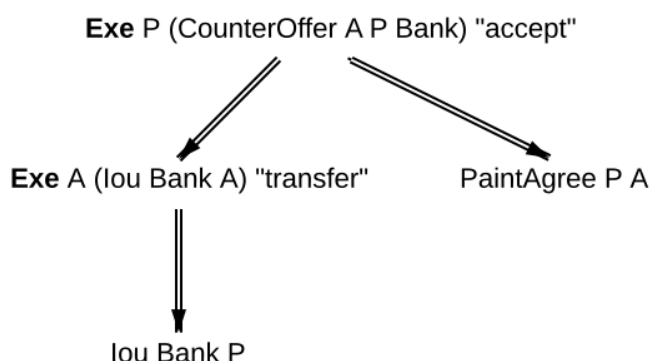 Exe P (CounterOffer A P Bank) "accept"
Exe A (Iou Bank A) "transfer"
PaintAgree P A
Iou Bank P